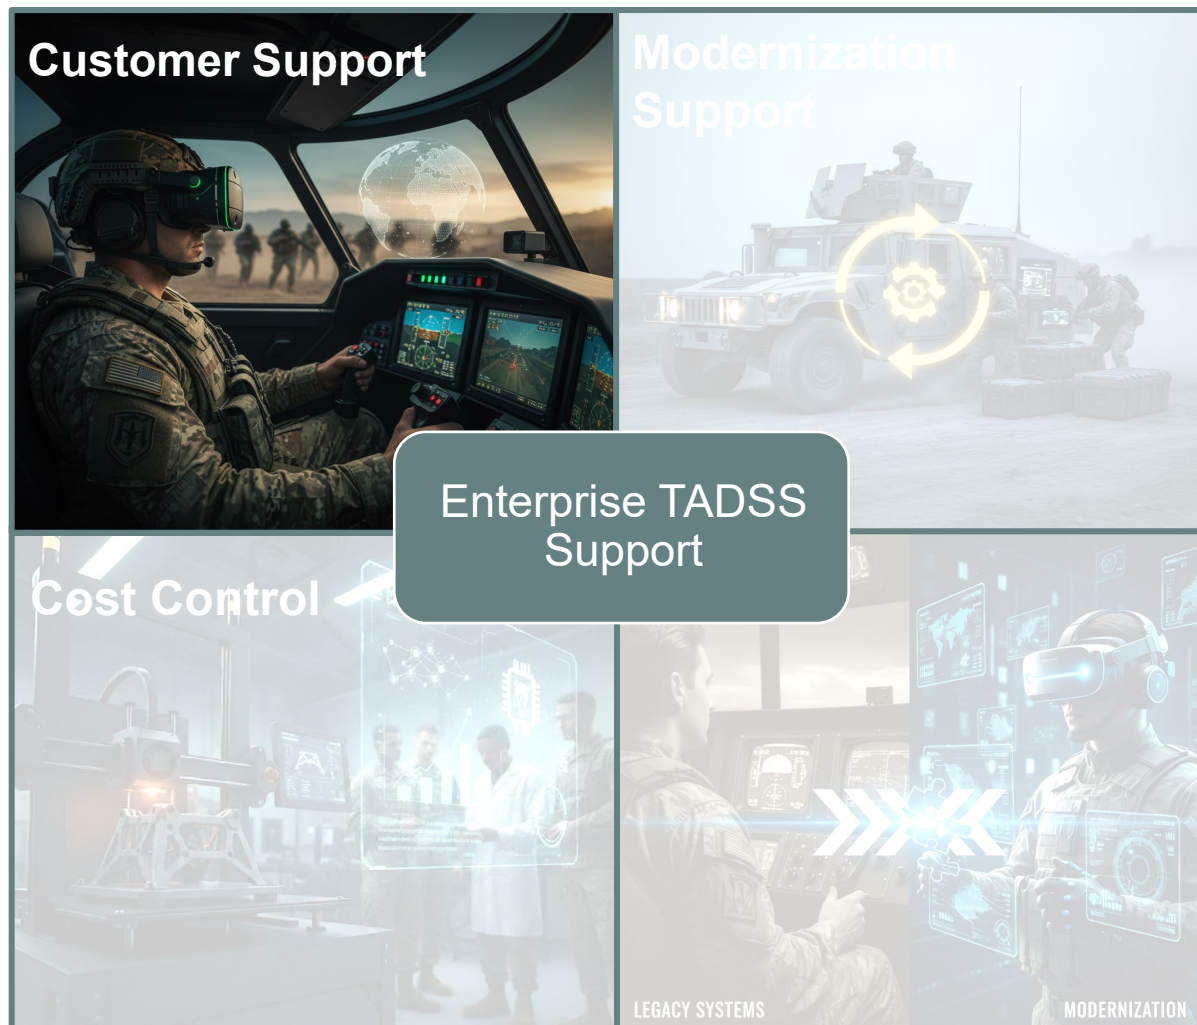 Customer Support
Modernization
Support
Enterprise TADSS
Support
Cost Control
LEGACY SYSTEMS
MODERNIZATION